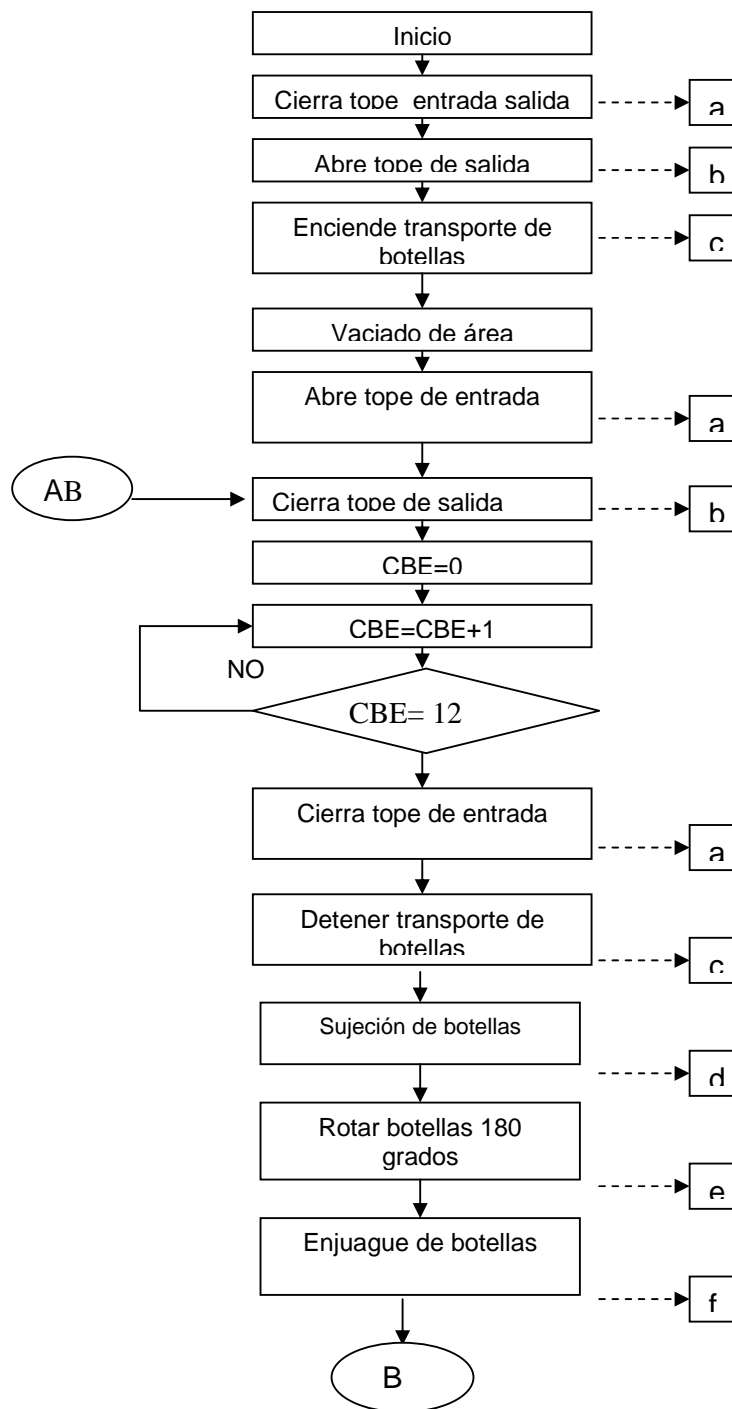 Inicio
Cierra tope entrada salida
a
Abre tope de salida
b
Enciende transporte de
botellas
c
Vaciado de área
Abre tope de entrada
a
AB
Cierra tope de salida
b
CBE=0
CBE=CBE+1
NO
CBE= 12
Cierra tope de entrada
a
Detener transporte de
botellas
c
Sujeción de botellas
d
Rotar botellas 180
grados
e
Enjuague de botellas
f
B